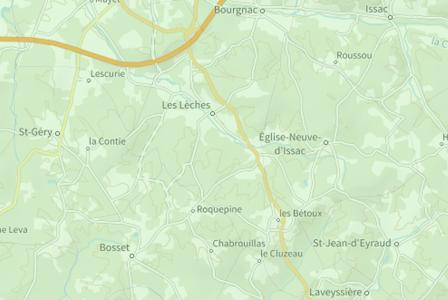 Bourgnac
Issac
Roussou
Lescurie
Les Lèches
St-Géry
la Contie
Église-Neuve-
d'Issac
Roquepine
les Bétoux
Bosset
Chabrouillas
le Cluzeau
St-Jean-d'Eyraud
Laveyssière